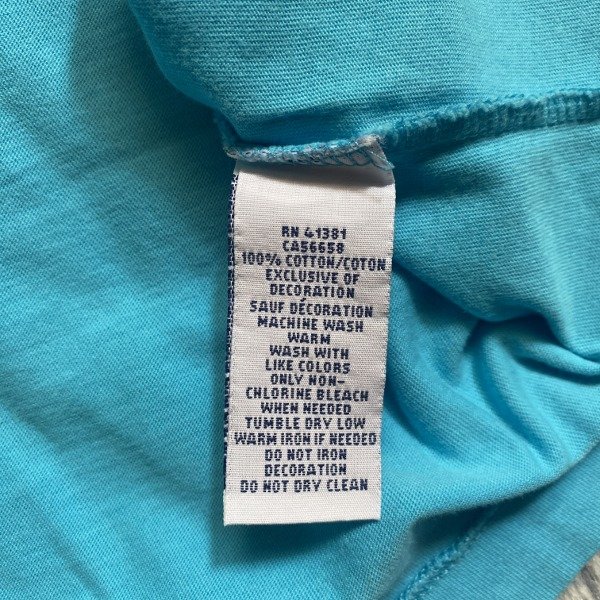 RN 41381
CA56658
100% COTTON/COTON
EXCLUSIVE OF
DECORATION
SAUF DÉCORATION
MACHINE WASH
WARM
WASH WITH
LIKE COLORS
ONLY NON-
CHLORINE BLEACH
WHEN NEEDED
TUMBLE DRY LOW
WARM IRON IF NEEDED
DO NOT IRON
DECORATION
DO NOT DRY CLEAN